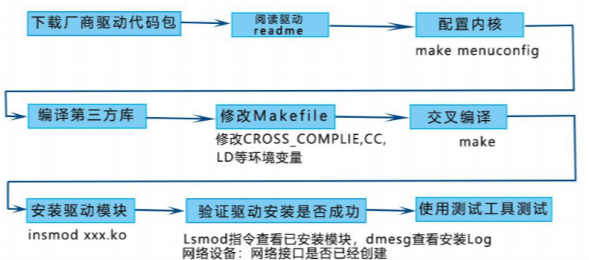 下载厂商驱动代码包
阅读驱动
readme
配置内核
make menuconfig
编译第三方库
修改Makefile
交叉编译
修改CROSS_COMPLIE,CC,
LD等环境变量
make
安装驱动模块
验证驱动安装是否成功
使用测试工具测试
insmod xxx.ko
Lsmod指令查看已安装模块，dmesg查看安装Log
网络设备：网络接口是否已经创建